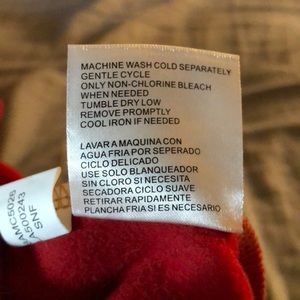 MACHINE WASH COLD SEPARATELY
GENTLE CYCLE
ONLY NON-CHLORINE BLEACH
WHEN NEEDED
TUMBLE DRY LOW
REMOVE PROMPTLY
COOL IRON IF NEEDED
LAVAR A MAQUINA CON
AGUA FRIA POR SEPERADO
CICLO DELICADO
USE SOLO BLANQUEADOR
SIN CLORO SI NECESITA
SECADORA CICLO SUAVE
RETIRAR RAPIDAMENTE
PLANCHA FRIA SI ES NECESARIO
SNF